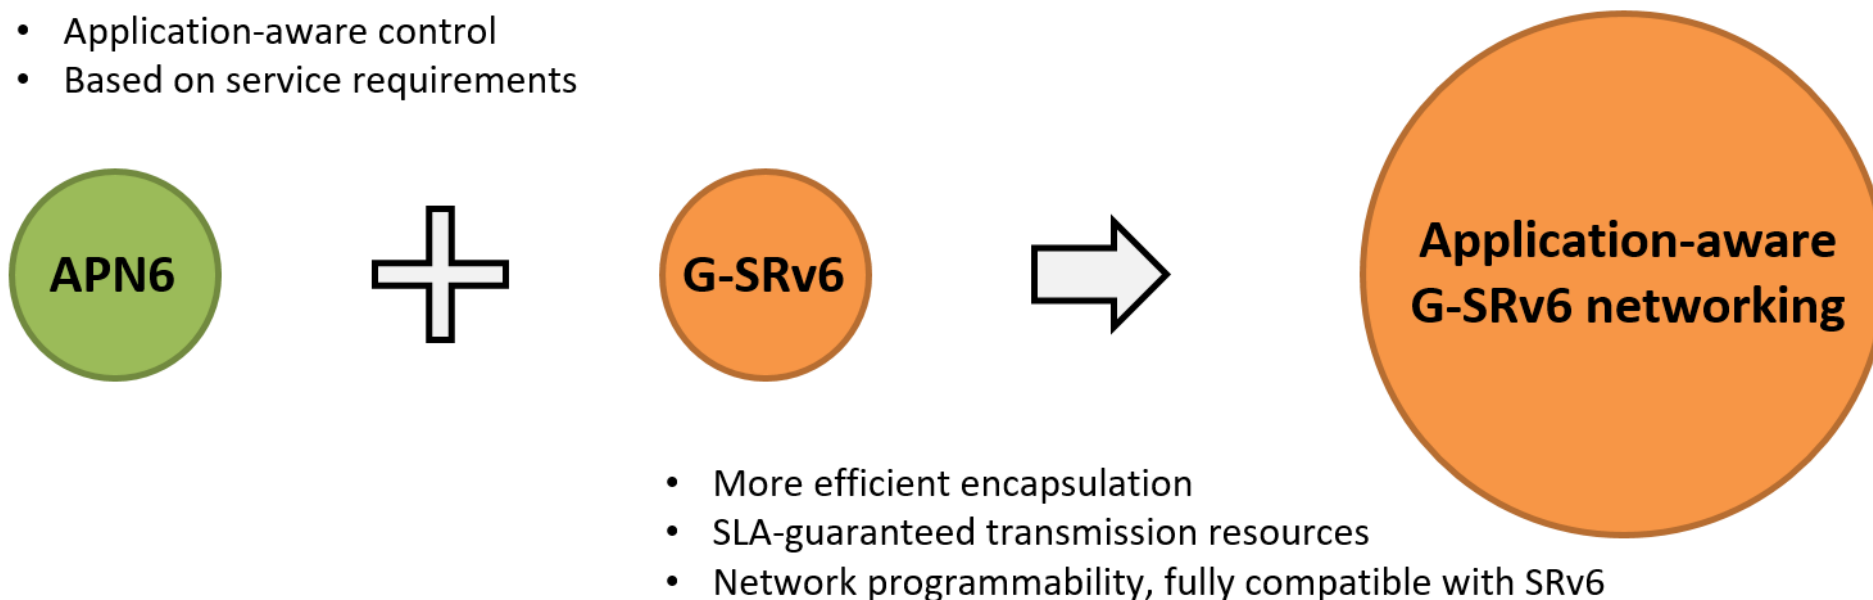 • Application-aware control
• Based on service requirements
APN6
G-SRv6
Application-aware
G-SRv6 networking
• More efficient encapsulation
• SLA-guaranteed transmission resources
• Network programmability, fully compatible with SRv6